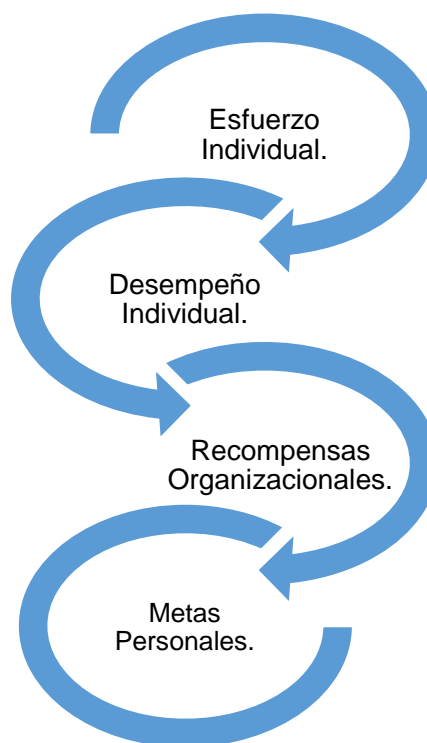 Esfuerzo
Individual.
Desempeño
Individual.
Recompensas
Organizacionales.
Metas
Personales.